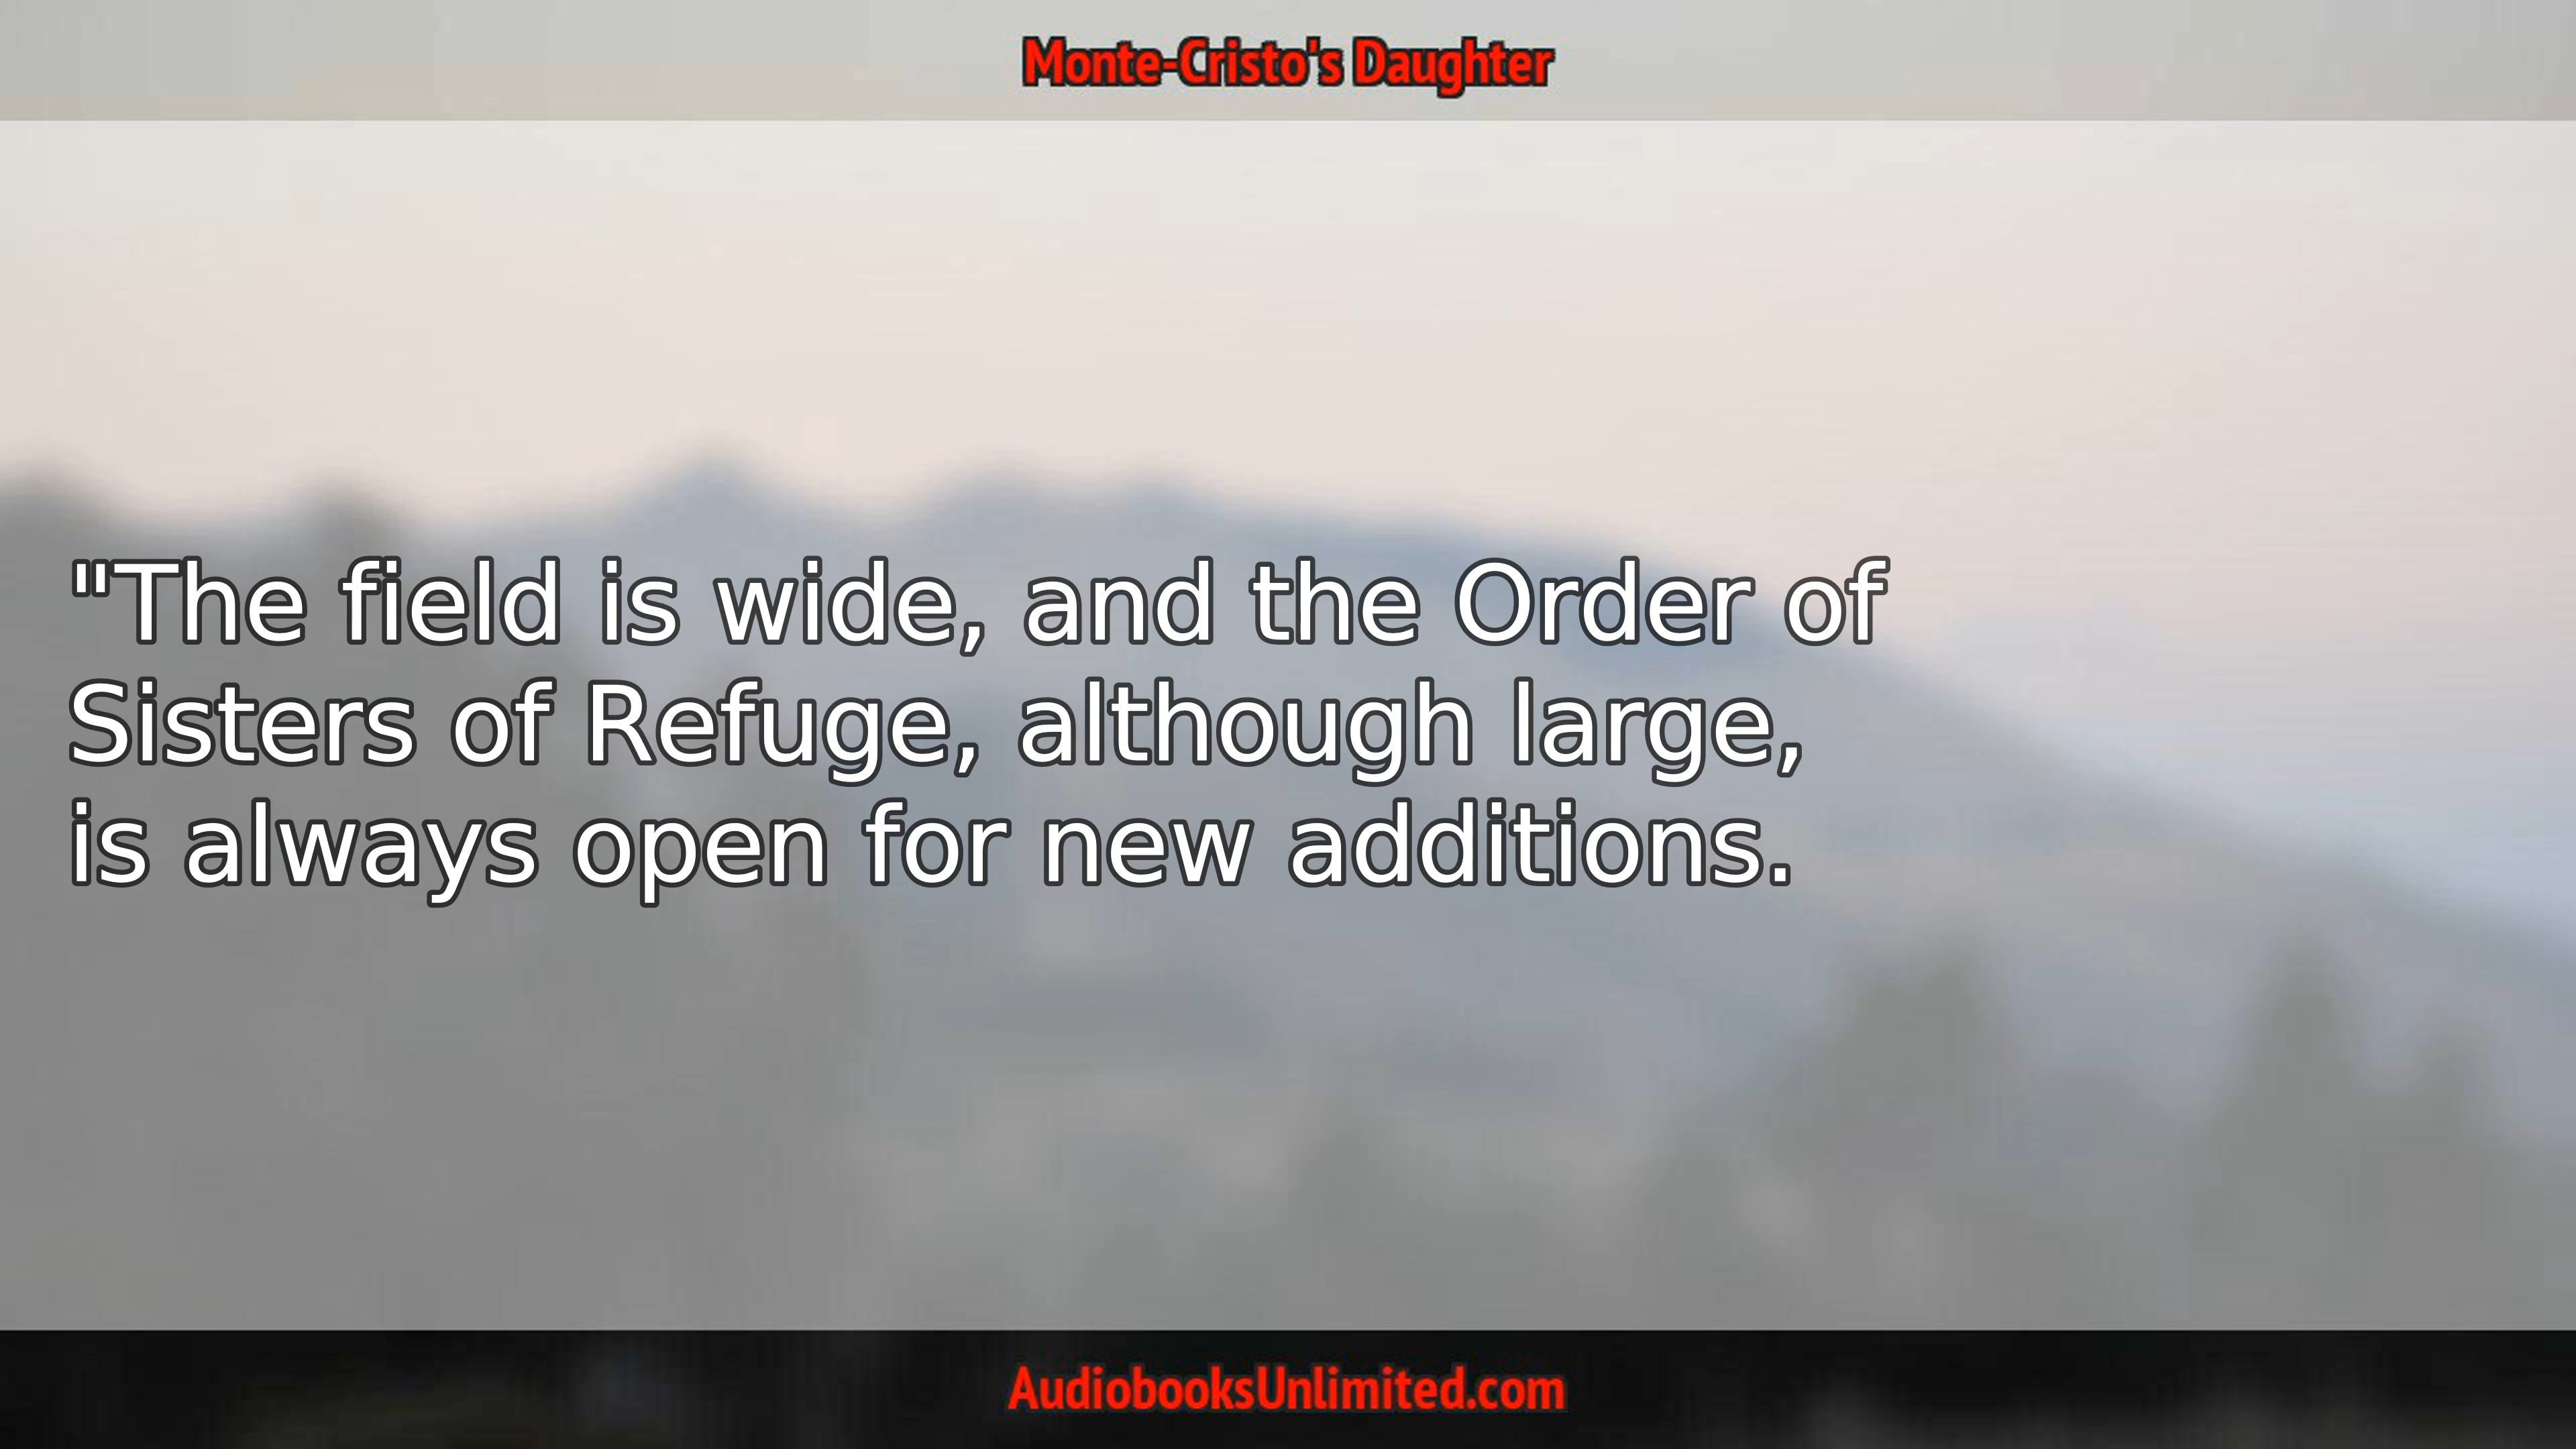 Monte-Cristo's Daughter
"The field is wide, and the Order of
Sisters of Refuge, although large,
is always open for new additions.
AudiobooksUnlimited.com